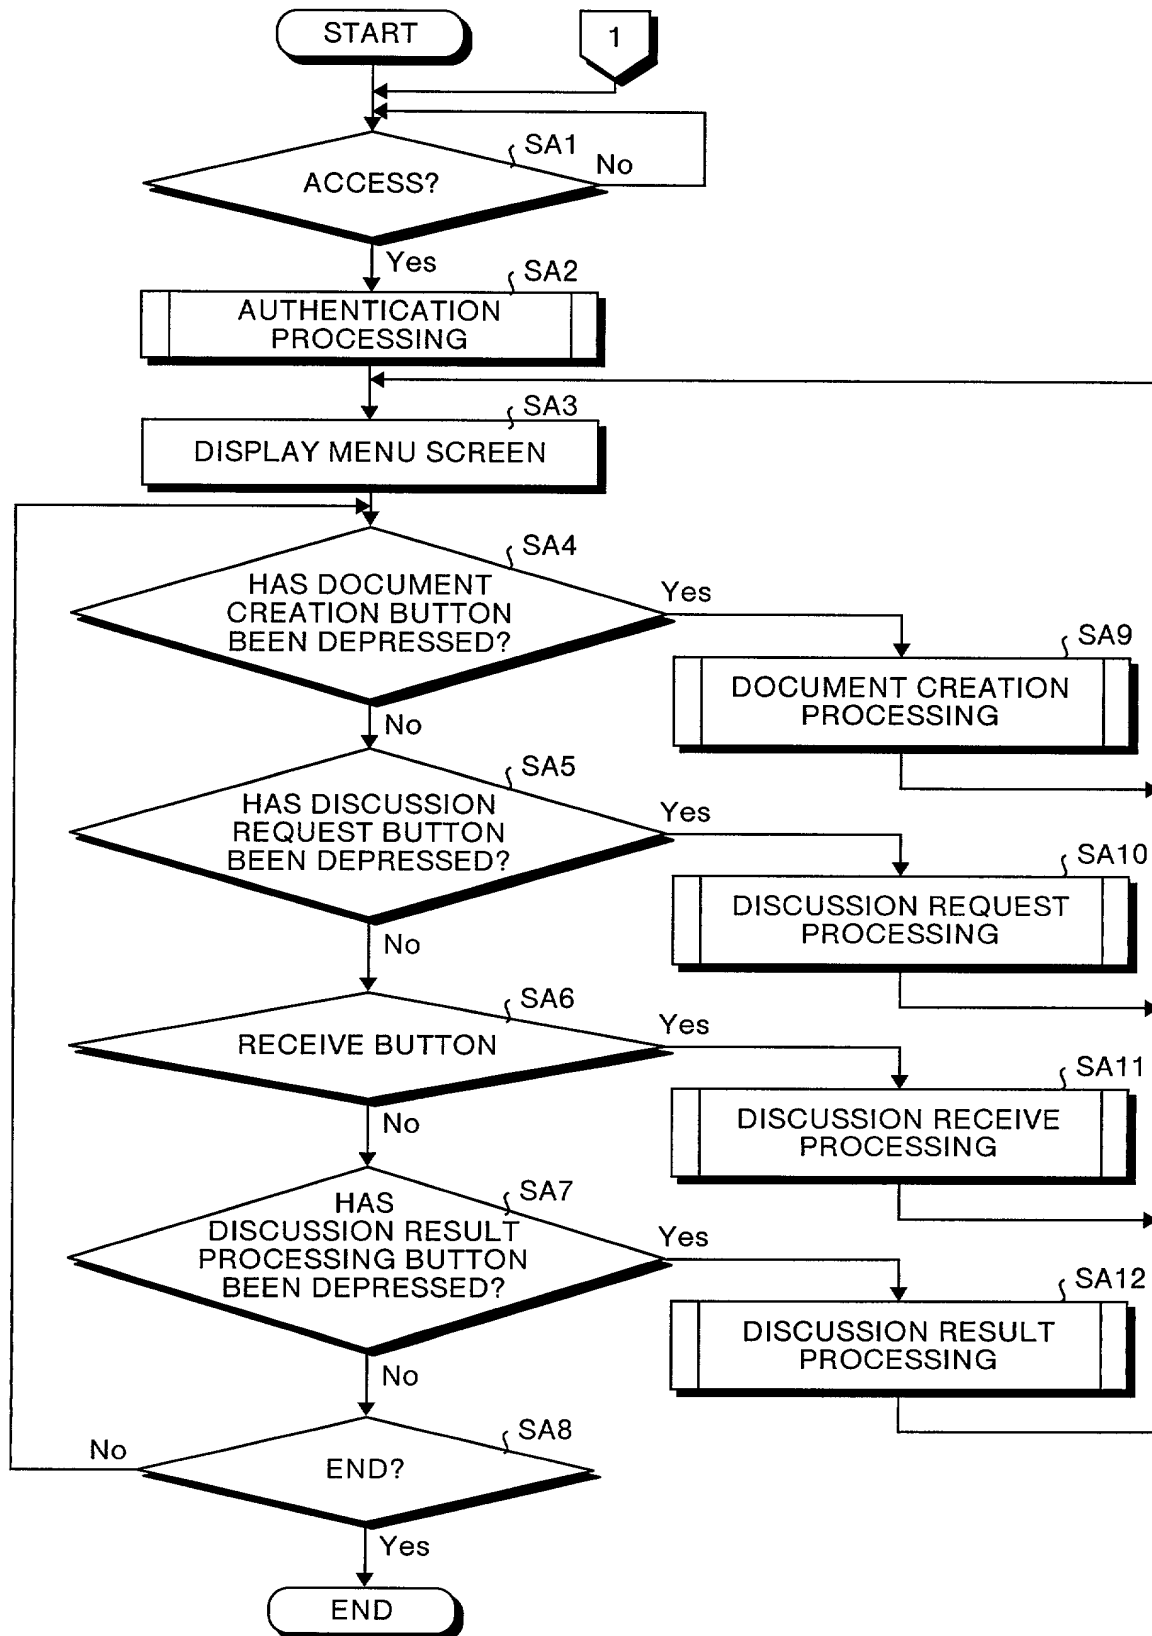 START
1
SA1
ACCESS?
No
Yes
SA2
AUTHENTICATION
PROCESSING
SA3
DISPLAY MENU SCREEN
SA4
HAS DOCUMENT
CREATION BUTTON
BEEN DEPRESSED?
Yes
No
SA9
DOCUMENT CREATION
PROCESSING
SA5
HAS DISCUSSION
REQUEST BUTTON
BEEN DEPRESSED?
Yes
No
SA10
DISCUSSION REQUEST
PROCESSING
SA6
RECEIVE BUTTON
Yes
No
SA11
DISCUSSION RECEIVE
PROCESSING
SA7
HAS
DISCUSSION RESULT
PROCESSING BUTTON
BEEN DEPRESSED?
Yes
No
SA12
DISCUSSION RESULT
PROCESSING
SA8
END?
No
Yes
END